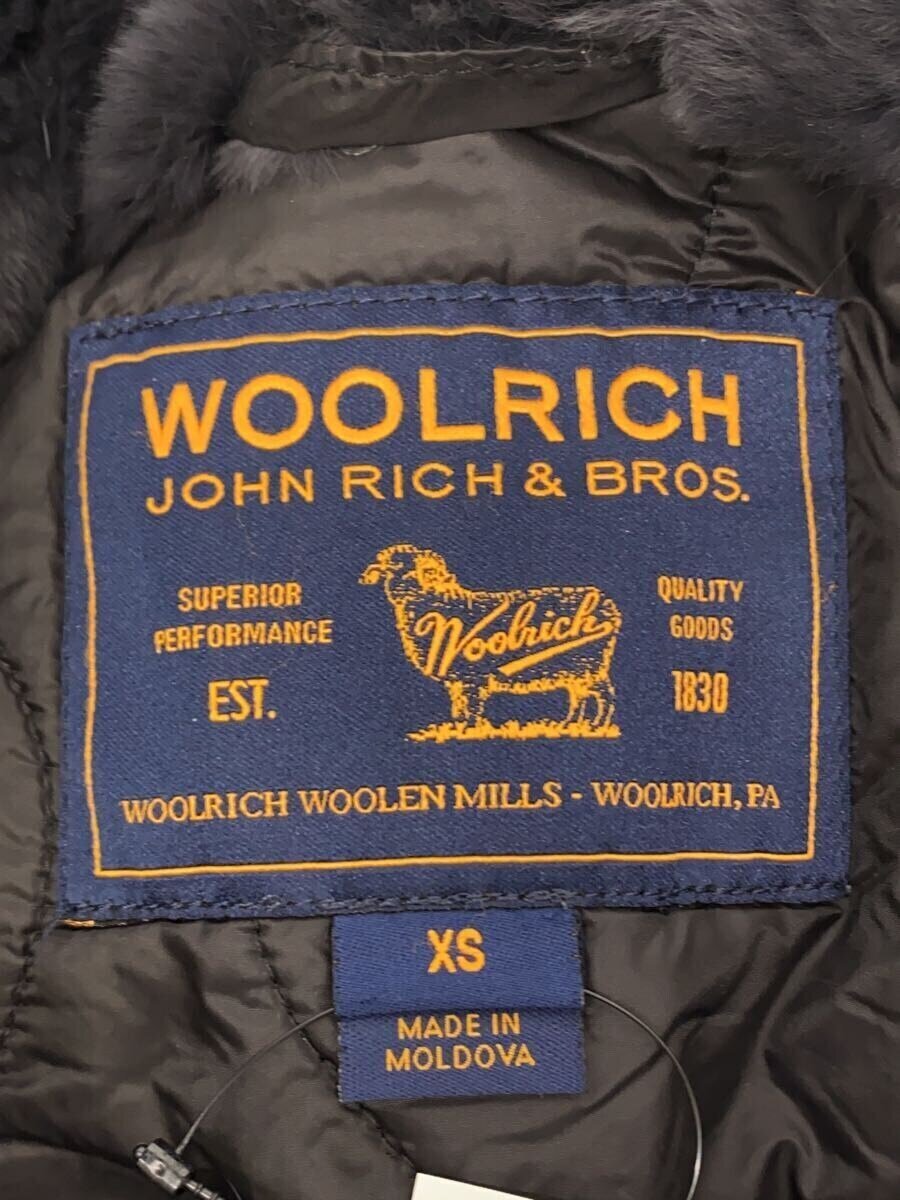 WOOLRICH
JOHN RICH & BROS.
SUPERIOR
PERFORMANCE
EST.
Woolrich
QUALITY
GOODS
1830
WOOLRICH WOOLEN MILLS - WOOLRICH, PA
XS
MADE IN
MOLDOVA